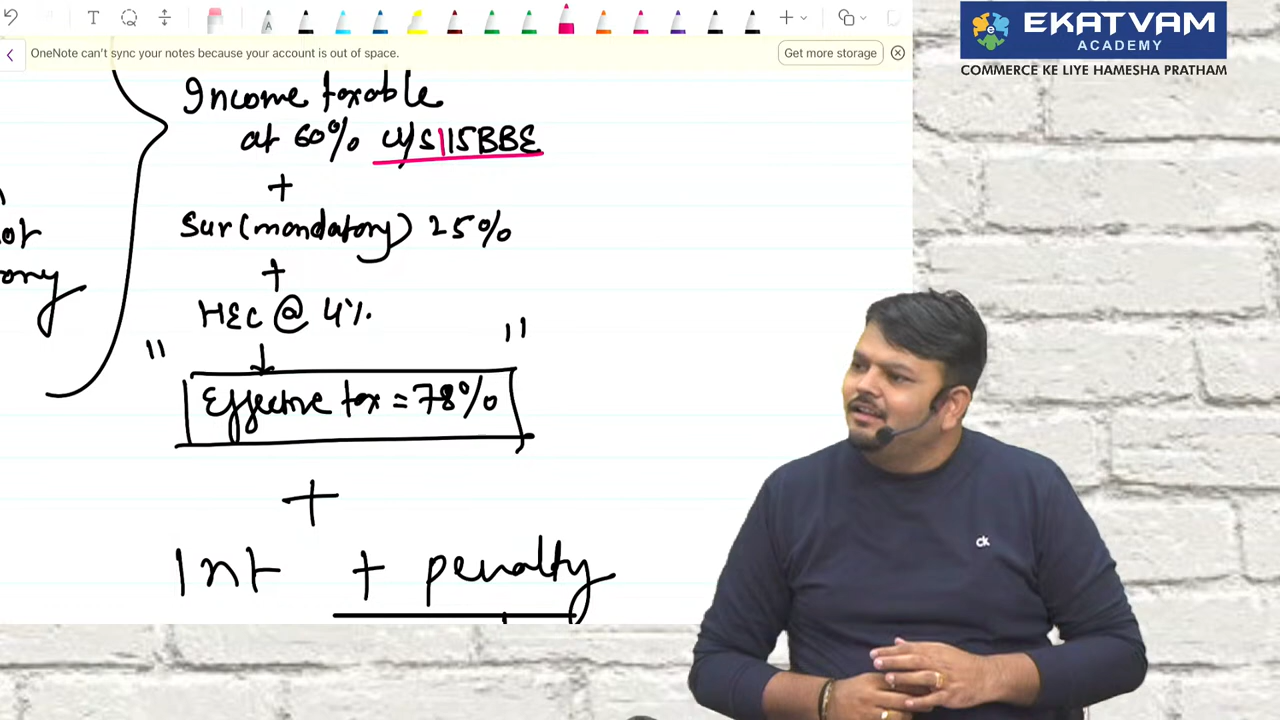 EKATVAM
ACADEMY
COMMERCE KE LIYE HAMESHA PRATHAM
OneNote can't sync your notes because your account is out of space.
Get more storage
Income taxable
at 60% U/S 115BBE
+
Sur (mandatory) 25%
+
HEC @ 4%
" "
Effective tax = 78%
+
Int + penalty
ck